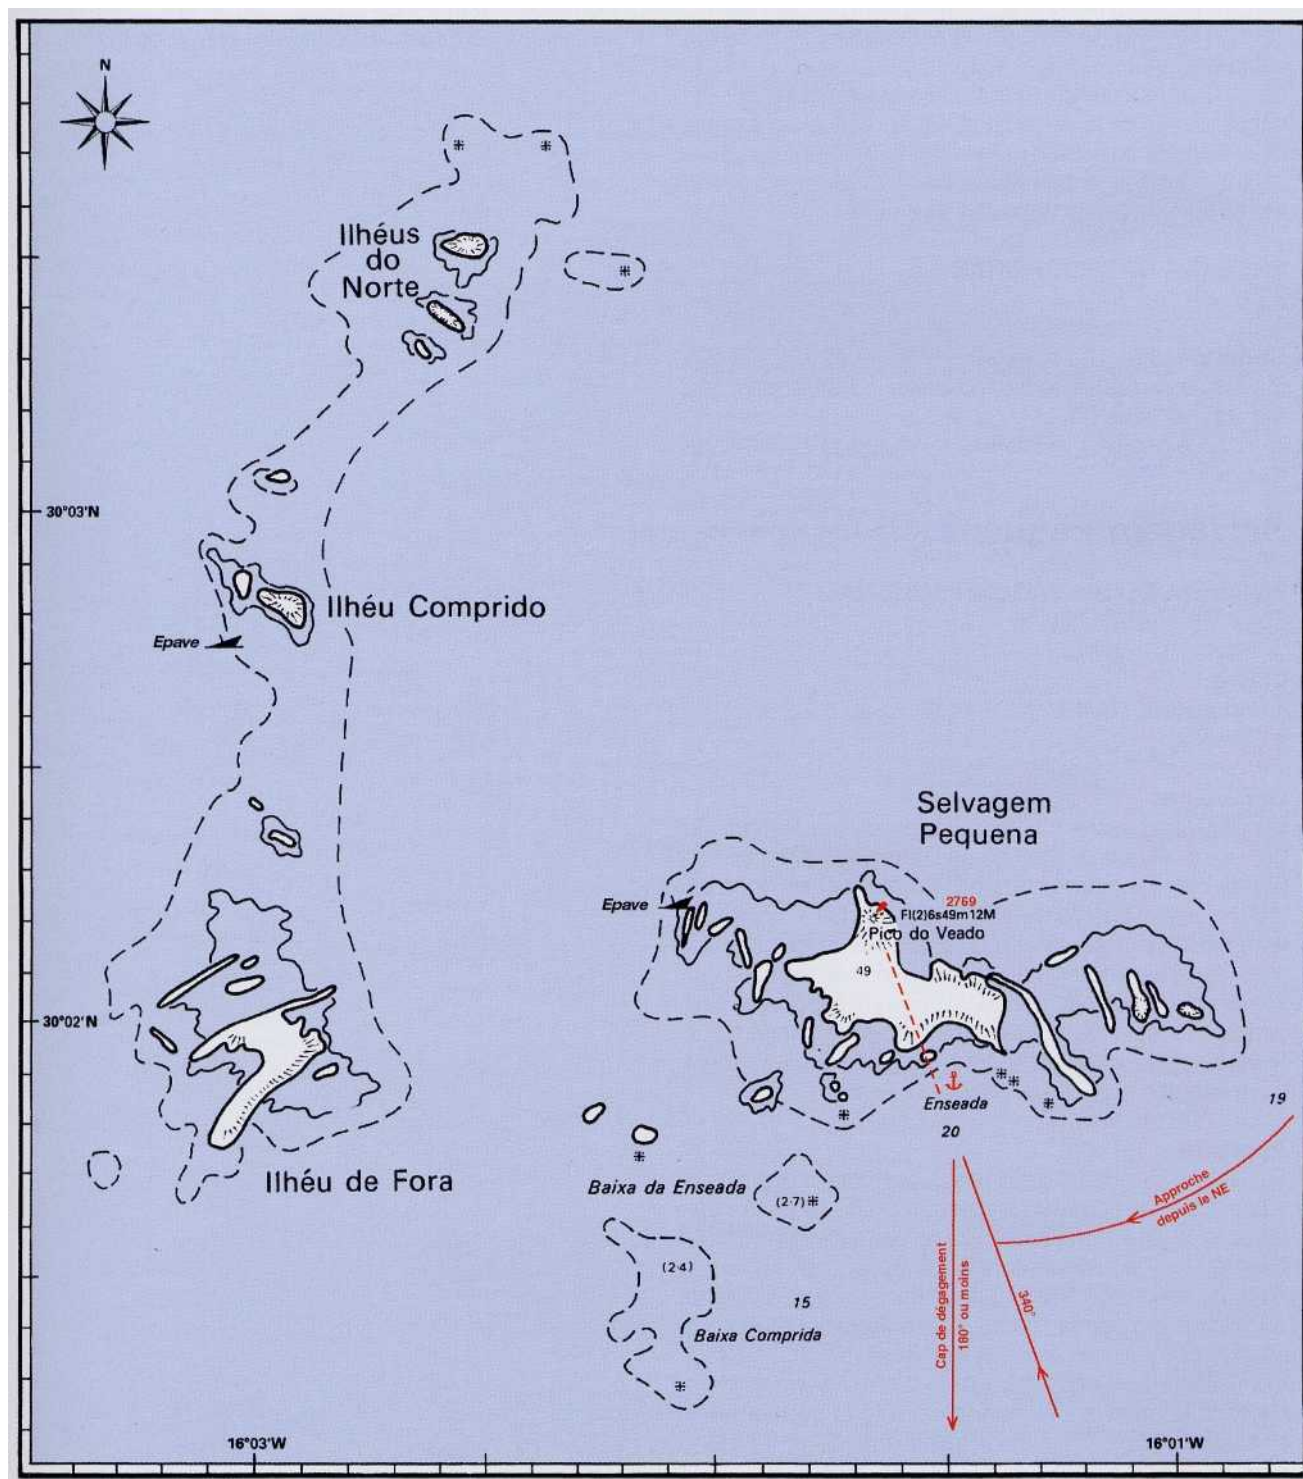 N
Ilhéus
do
Norte
30°03'N
Ilhéu Comprido
Epave
Selvagem
Pequena
Epave
2769
Fl(2)6s49m12M
Pico do Veado
49
30°02'N
Enseada
20
19
Ilhéu de Fora
Baixa da Enseada
(2·7)
Approche
depuis le NE
(2·4)
15
Baixa Comprida
Cap de dégagement
180° ou moins
340°
16°03'W
16°01'W